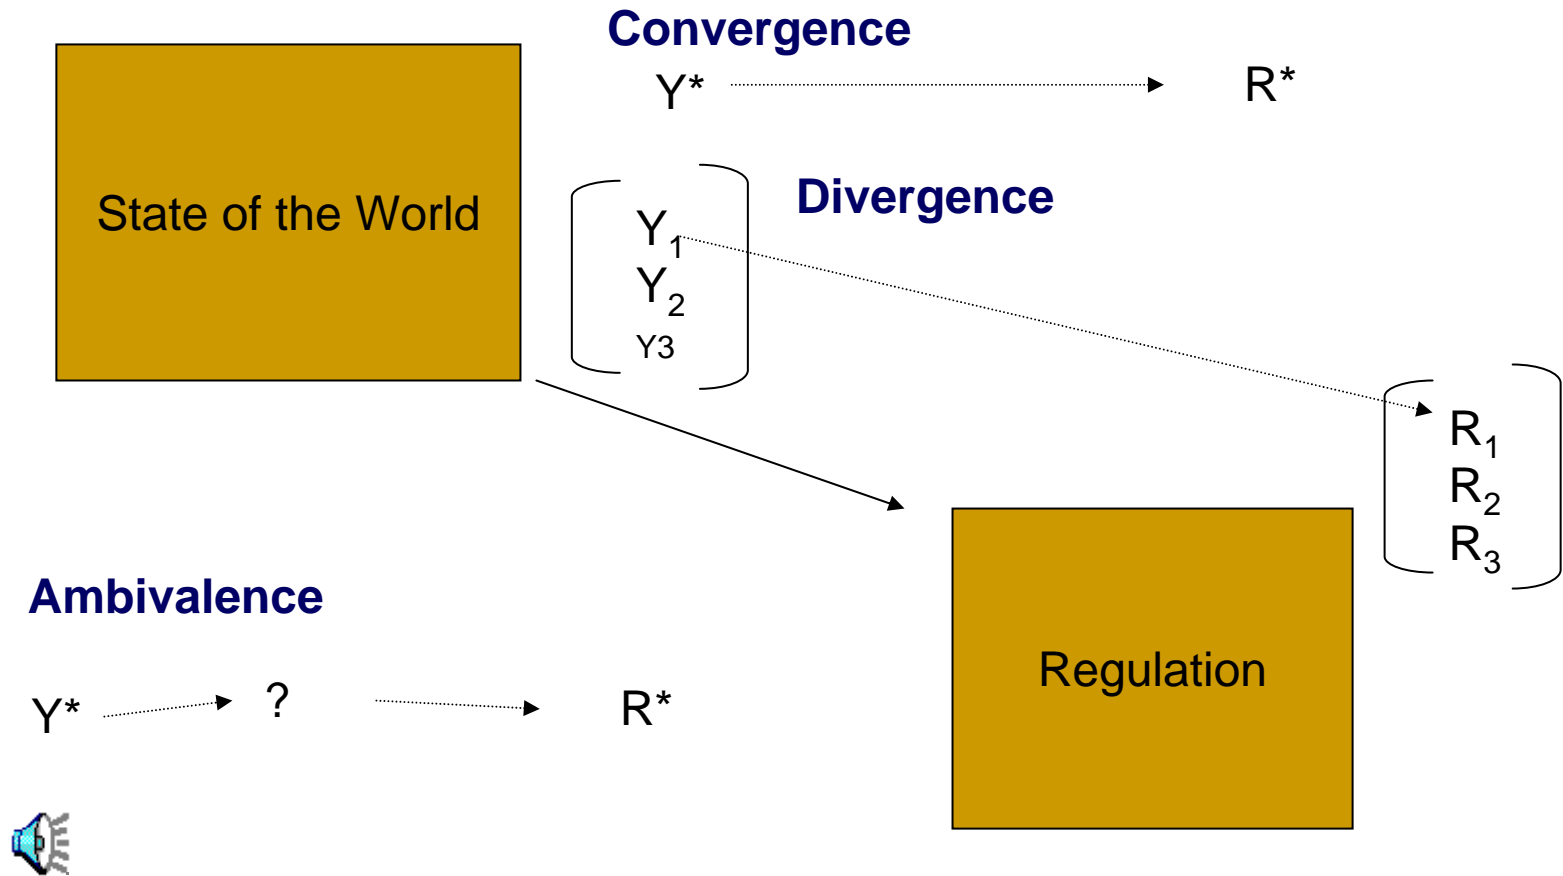 Convergence
Y* R*
State of the World
Divergence
Y₁
Y₂
Y3
R₁
R₂
R₃
Ambivalence
Regulation
Y* ? R*